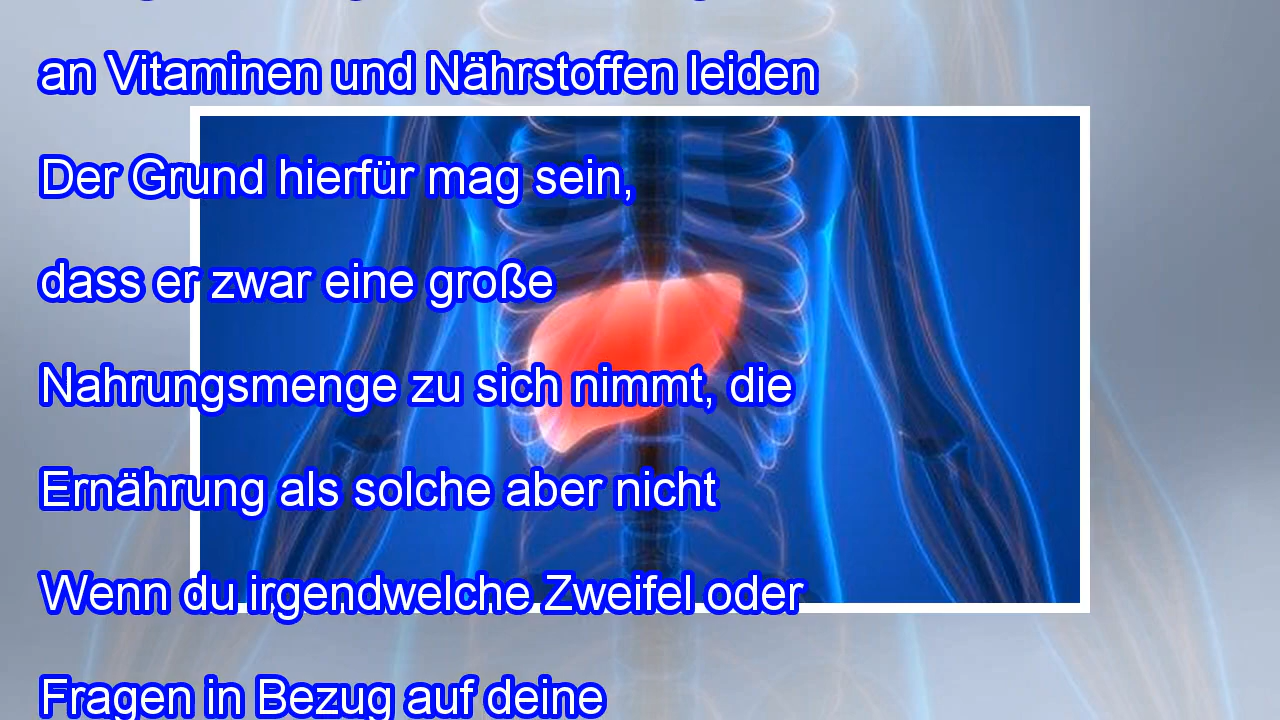 an Vitaminen und Nährstoffen leiden
Der Grund hierfür mag sein,
dass er zwar eine große
Nahrungsmenge zu sich nimmt, die
Ernährung als solche aber nicht
Wenn du irgendwelche Zweifel oder
Fragen in Bezug auf deine